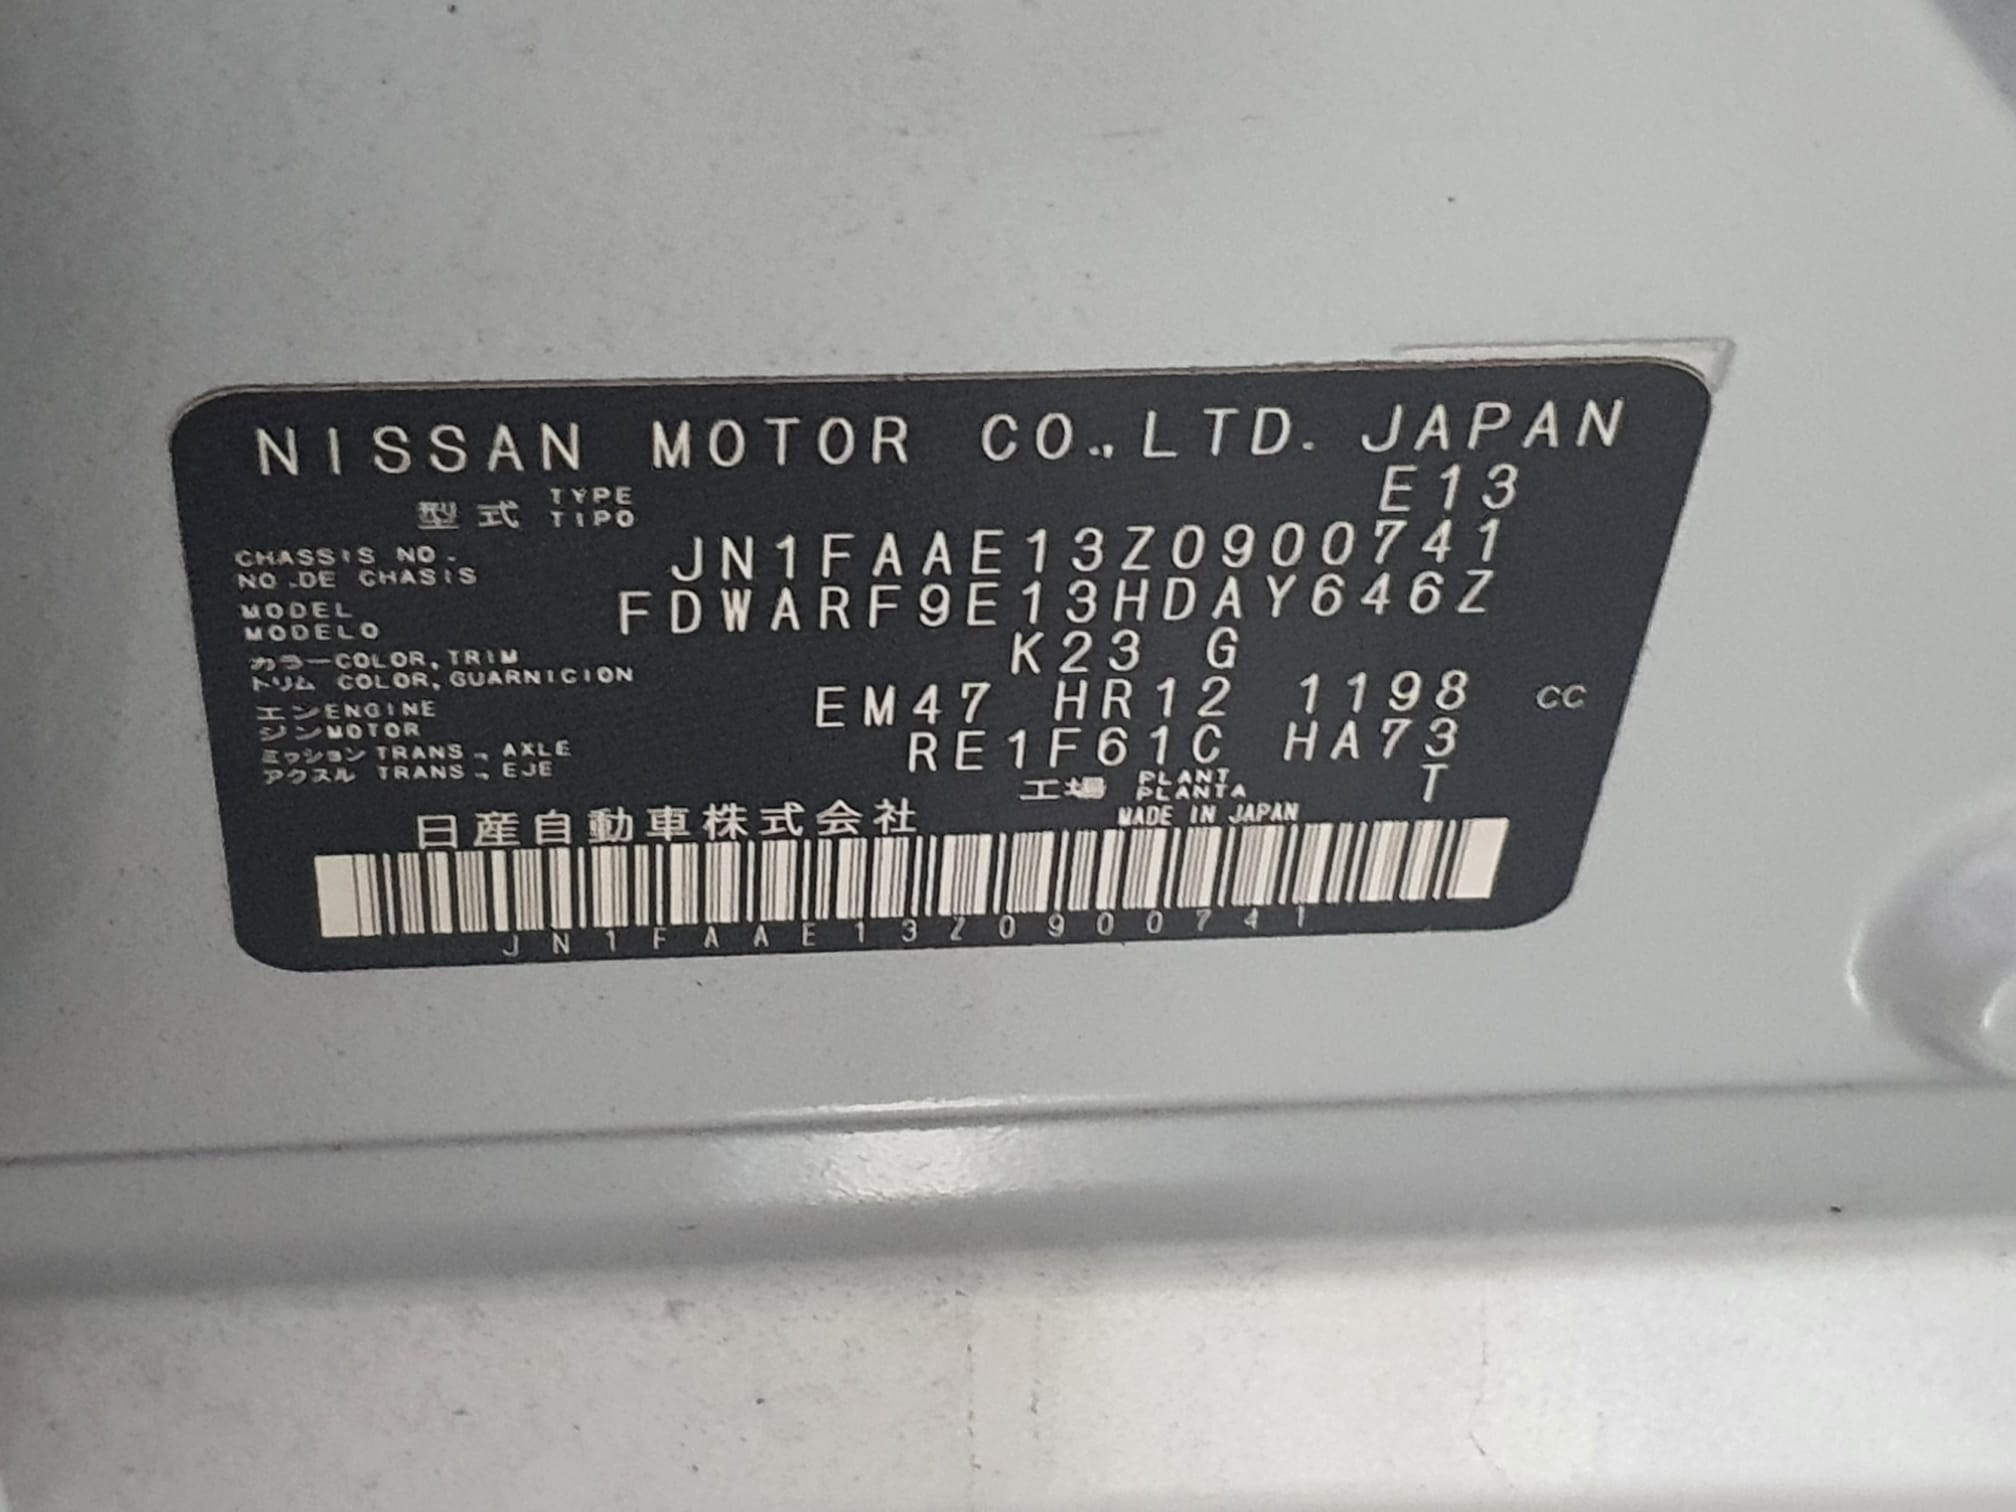 NISSAN MOTOR CO., LTD. JAPAN
型式 TYPE TIPO E13
CHASSIS NO.
NO. DE CHASIS JN1FAAE13Z0900741
MODEL
MODELO FDWARF9E13HDAY646Z
カラー COLOR, TRIM
トリム COLOR, GUARNICION K23 G
エン ENGINE
ジン MOTOR EM47 HR12 1198 CC
ミッション TRANS., AXLE
アクスル TRANS., EJE RE1F61C HA73
工場 PLANT PLANTA T
日産自動車株式会社 MADE IN JAPAN
JN1FAAE13Z0900741